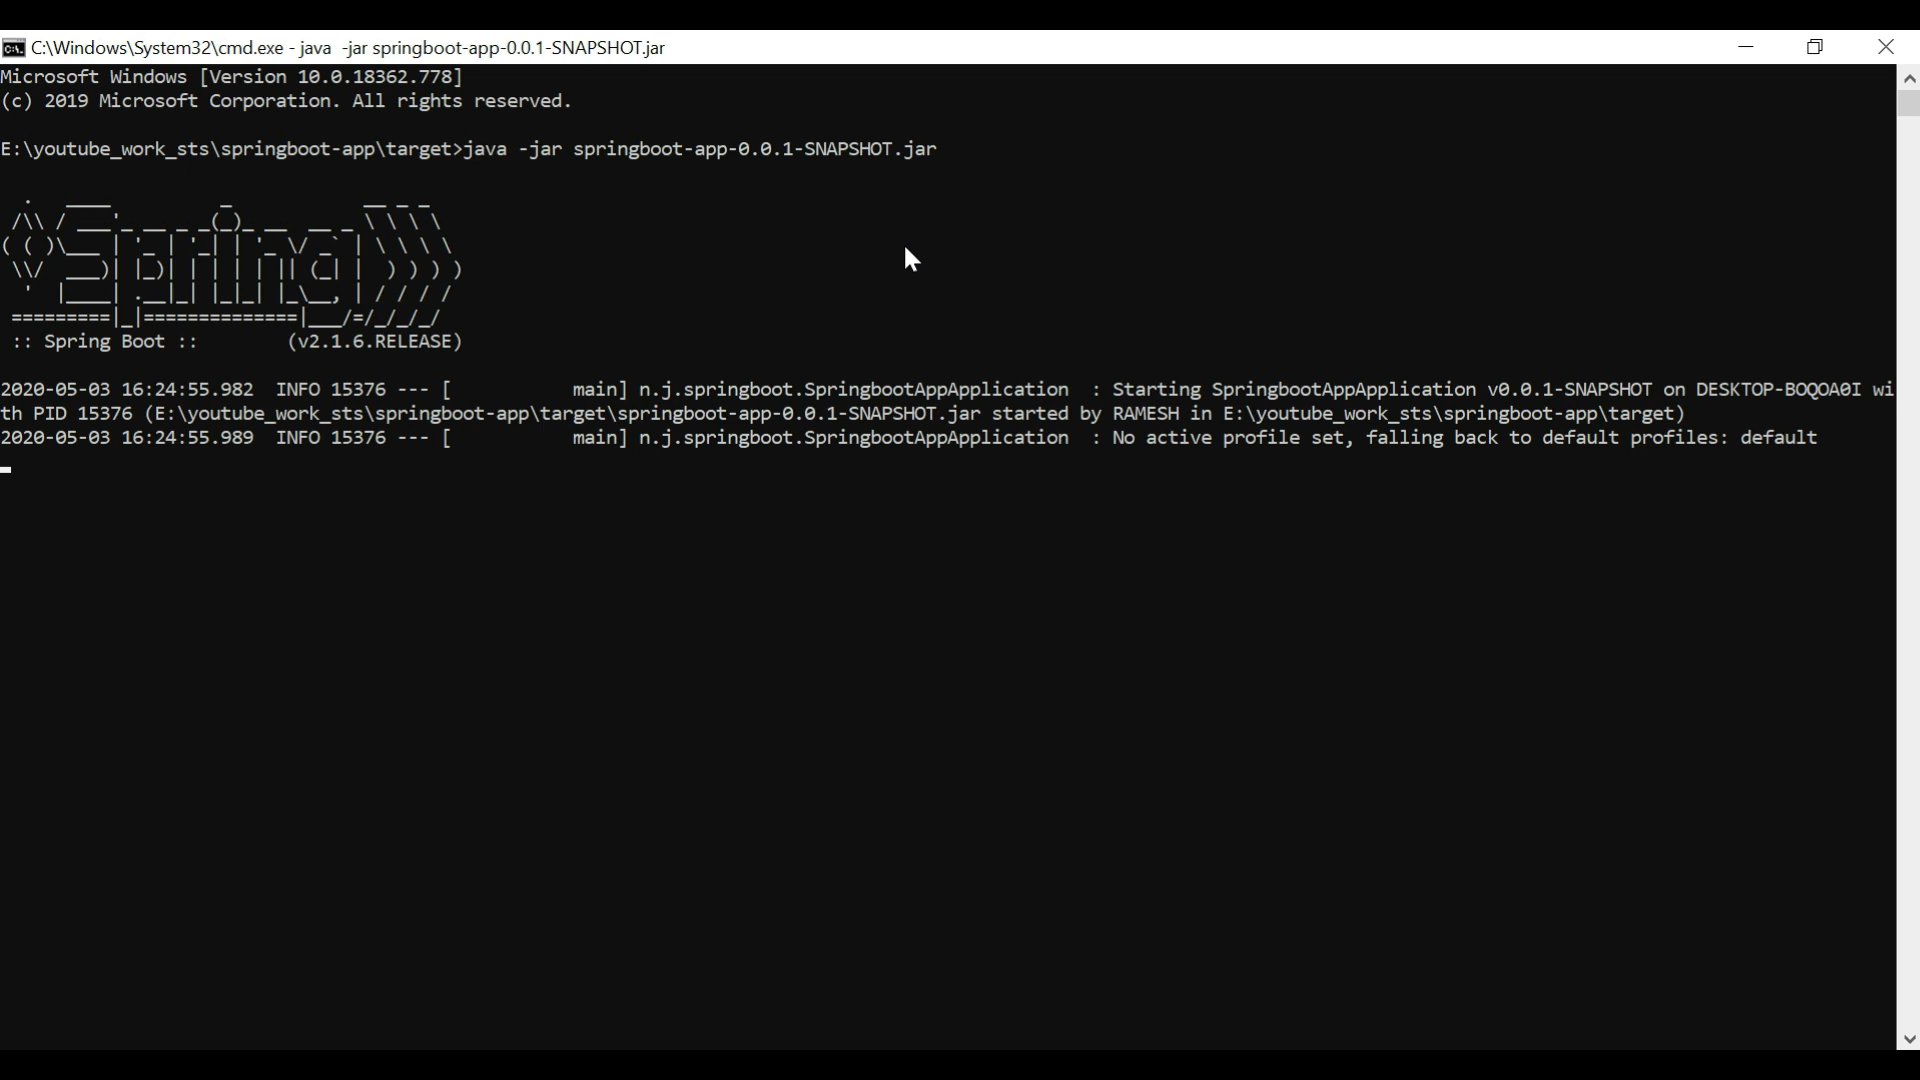 C:\Windows\System32\cmd.exe - java  -jar springboot-app-0.0.1-SNAPSHOT.jar
Microsoft Windows [Version 10.0.18362.778]
(c) 2019 Microsoft Corporation. All rights reserved.
E:\youtube_work_sts\springboot-app\target>java -jar springboot-app-0.0.1-SNAPSHOT.jar
  .   ____          _            __ _ _
 /\\ / ___'_ __ _ _(_)_ __  __ _ \ \ \ \
( ( )\___ | '_ | '_| | '_ \/ _` | \ \ \ \
 \\/  ___)| |_)| | | | | || (_| |  ) ) ) )
  '  |____| .__|_| |_|_| |_\__, | / / / /
 =========|_|==============|___/=/_/_/_/
 :: Spring Boot ::        (v2.1.6.RELEASE)
2020-05-03 16:24:55.982  INFO 15376 --- [           main] n.j.springboot.SpringbootAppApplication  : Starting SpringbootAppApplication v0.0.1-SNAPSHOT on DESKTOP-BOQOA0I wi
th PID 15376 (E:\youtube_work_sts\springboot-app\target\springboot-app-0.0.1-SNAPSHOT.jar started by RAMESH in E:\youtube_work_sts\springboot-app\target)
2020-05-03 16:24:55.989  INFO 15376 --- [           main] n.j.springboot.SpringbootAppApplication  : No active profile set, falling back to default profiles: default